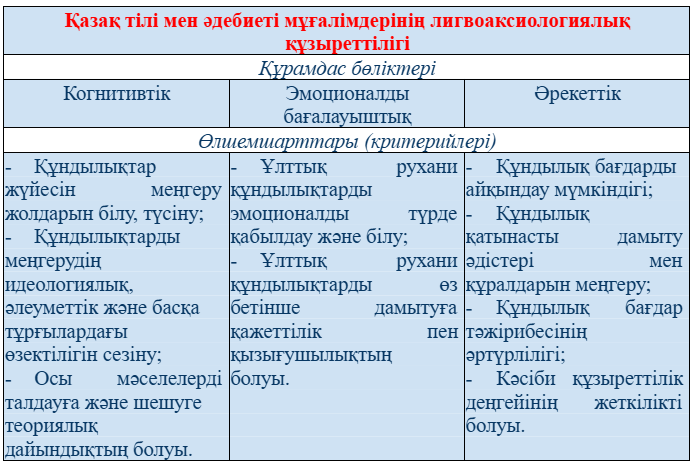 Қазақ тілі мен әдебиеті мұғалімдерінің лигвоаксиологиялық
құзыреттілігі
Құрамдас бөліктері
Когнитивтік
Эмоционалды
бағалауыштық
Әрекеттік
Өлшемшарттары (критерийлері)
- Құндылықтар
жүйесін меңгеру
жолдарын білу, түсіну;
- Құндылықтарды
меңгерудің
идеологиялық,
әлеуметтік және басқа
тұрғылардағы
өзектілігін сезіну;
- Осы мәселелерді
талдауға және шешуге
теориялық
дайындықтың болуы.
- Ұлттық рухани
құндылықтарды
эмоционалды түрде
қабылдау және білу;
- Ұлттық рухани
құндылықтарды өз
бетінше дамытуға
қажеттілік пен
қызығушылықтың
болуы.
- Құндылық бағдарды
айқындау мүмкіндігі;
- Құндылық
қатынасты дамыту
әдістері мен
құралдарын меңгеру;
- Құндылық бағдар
тәжірибесінің
әртүрлілігі;
- Кәсіби құзыреттілік
деңгейінің жеткілікті
болуы.